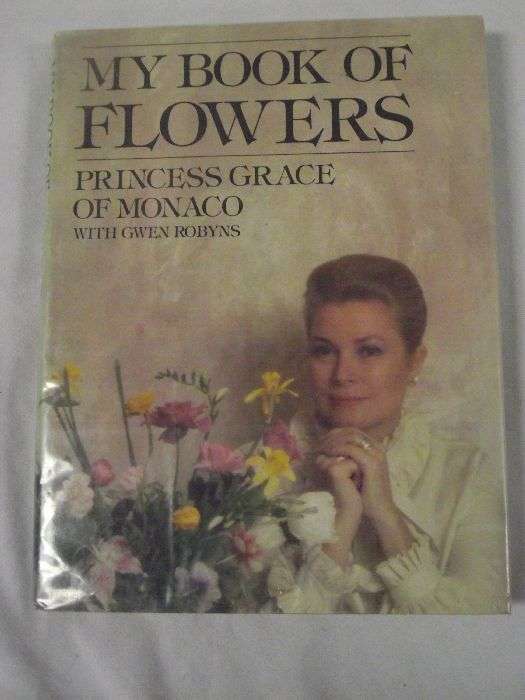 MY BOOK OF
FLOWERS
PRINCESS GRACE
OF MONACO
WITH GWEN ROBYNS